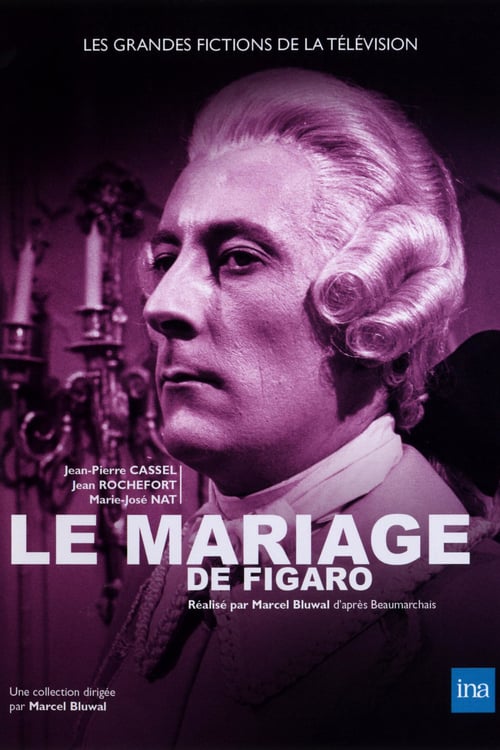 LES GRANDES FICTIONS DE LA TÉLÉVISION
Jean-Pierre CASSEL
Jean ROCHEFORT
Marie-José NAT
LE MARIAGE
DE FIGARO
Réalisé par Marcel Bluwal d'après Beaumarchais
Une collection dirigée
par Marcel Bluwal
ina